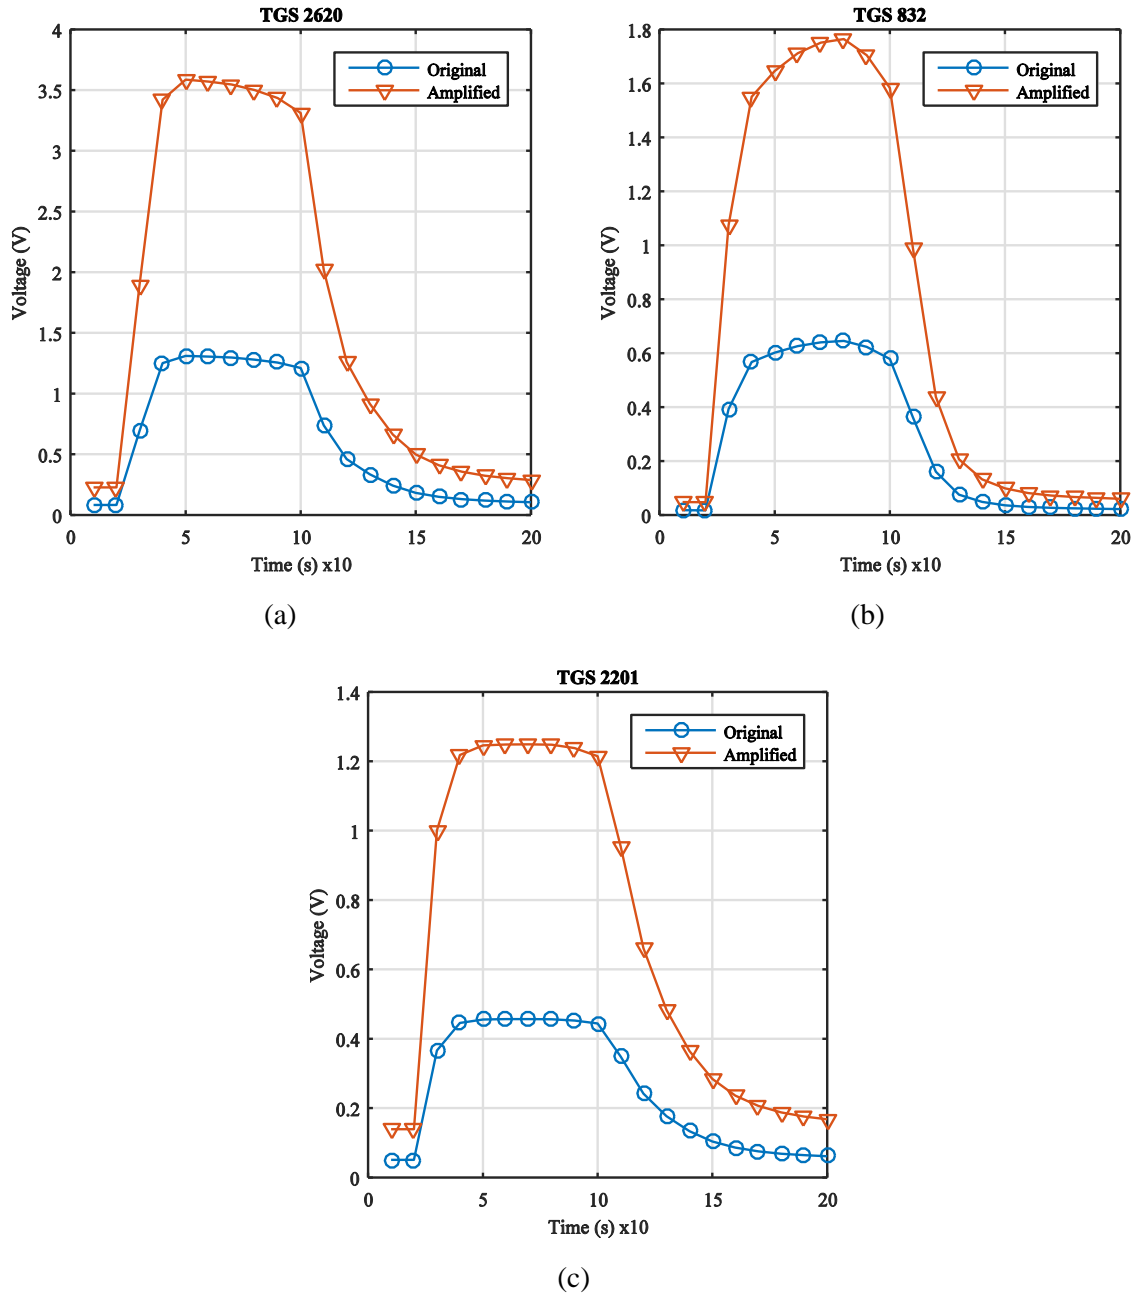 TGS 2620
4
3.5
3
2.5
2
1.5
1
0.5
0
0 5 10 15 20
Voltage (V)
Time (s) x10
Original
Amplified
(a)
TGS 832
1.8
1.6
1.4
1.2
1
0.8
0.6
0.4
0.2
0
0 5 10 15 20
Voltage (V)
Time (s) x10
Original
Amplified
(b)
TGS 2201
1.4
1.2
1
0.8
0.6
0.4
0.2
0
0 5 10 15 20
Voltage (V)
Time (s) x10
Original
Amplified
(c)